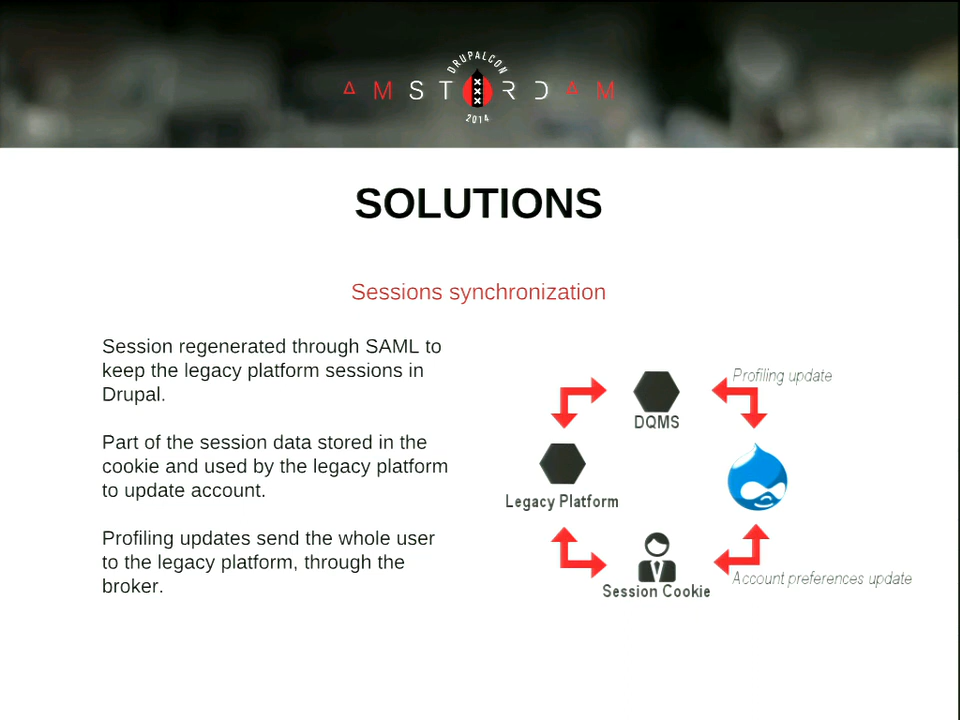 DRUPALCON
AMSTERDAM
2014
SOLUTIONS
Sessions synchronization
Session regenerated through SAML to
keep the legacy platform sessions in
Drupal.
Part of the session data stored in the
cookie and used by the legacy platform
to update account.
Profiling updates send the whole user
to the legacy platform, through the
broker.
Profiling update
DQMS
Legacy Platform
Session Cookie
Account preferences update